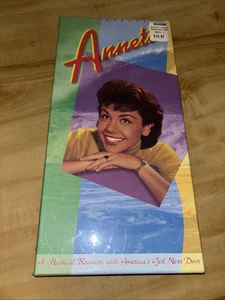 Annette
A Musical Reunion with America's Girl Next Door